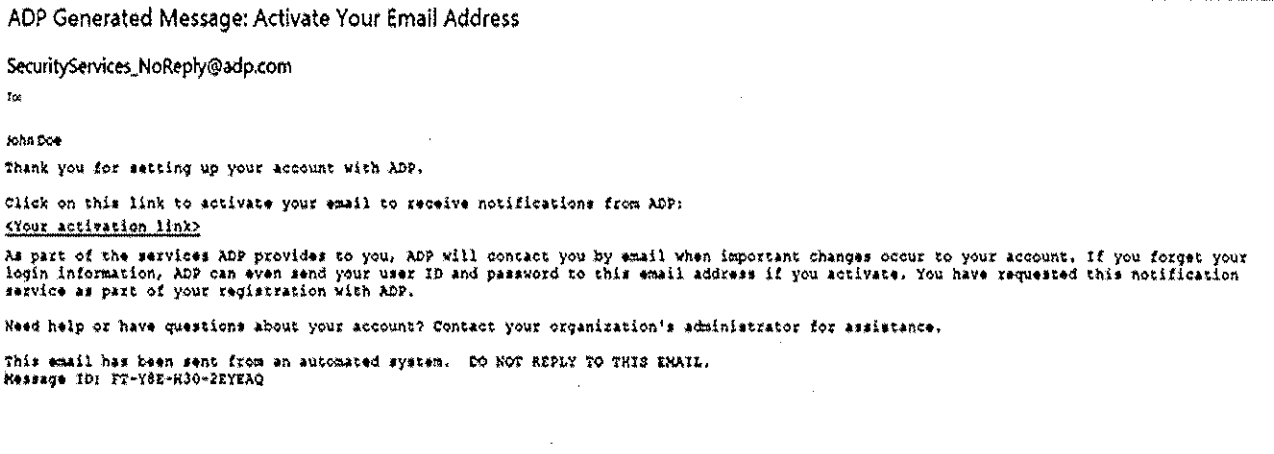 ADP Generated Message: Activate Your Email Address
SecurityServices_NoReply@adp.com
To:
John Doe
Thank you for setting up your account with ADP.
Click on this link to activate your email to receive notifications from ADP:
<Your activation link>
As part of the services ADP provides to you, ADP will contact you by email when important changes occur to your account. If you forget your
login information, ADP can even send your user ID and password to this email address if you activate. You have requested this notification
service as part of your registration with ADP.
Need help or have questions about your account? Contact your organization's administrator for assistance.
This email has been sent from an automated system. DO NOT REPLY TO THIS EMAIL.
Message ID: